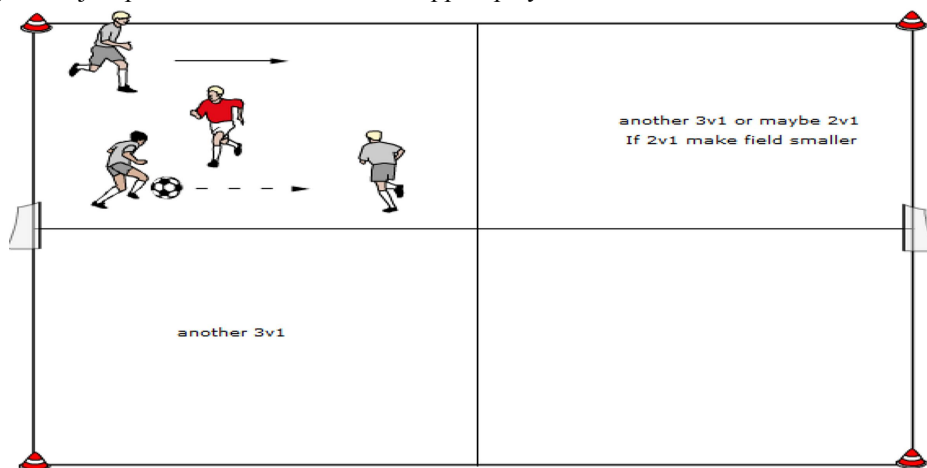 another 3v1 or maybe 2v1
If 2v1 make field smaller
another 3v1